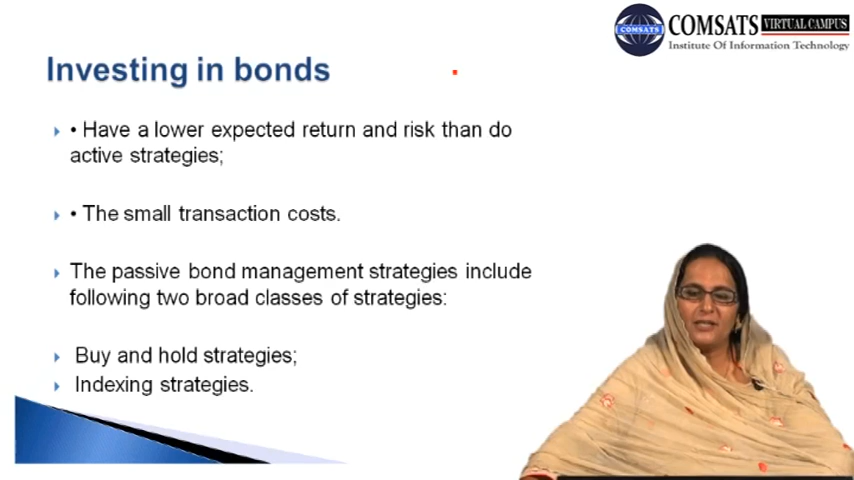 COMSATS VIRTUAL CAMPUS
COMSATS
Institute Of Information Technology
Investing in bonds
• Have a lower expected return and risk than do
active strategies;
• The small transaction costs.
The passive bond management strategies include
following two broad classes of strategies:
Buy and hold strategies;
Indexing strategies.